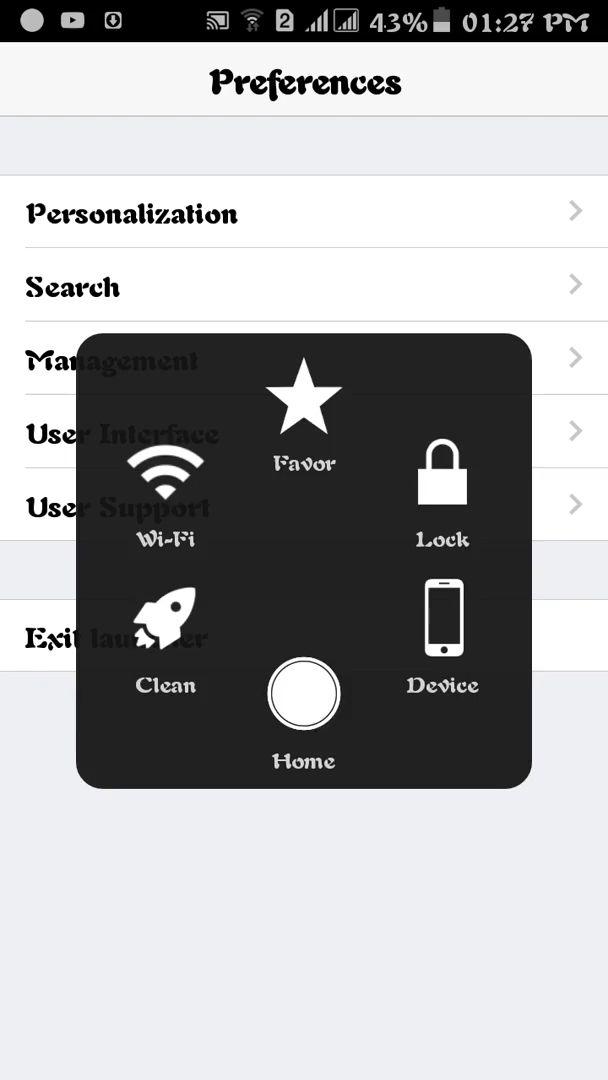 2 43% 01:27 PM
Preferences
Personalization
Search
Management
User Interface
User Support
Exit launcher
Favor
Wi-Fi
Lock
Clean
Device
Home